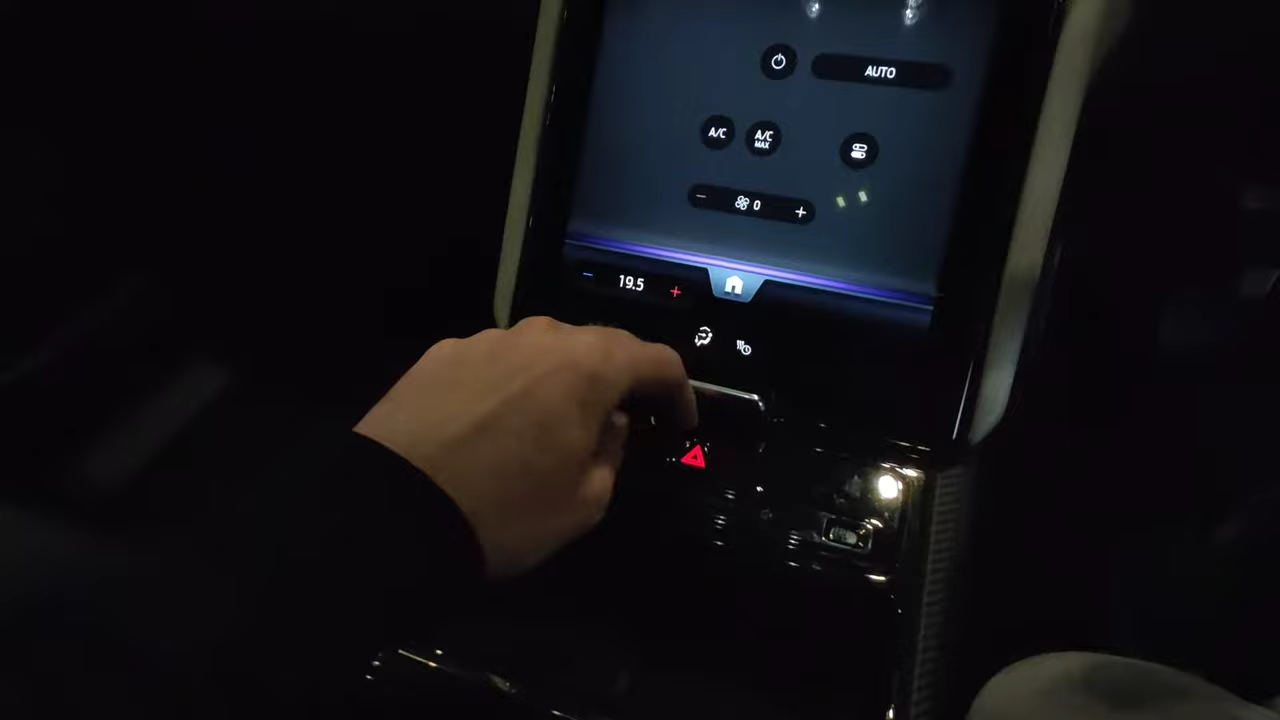 AUTO
A/C
A/C
MAX
− 0 +
− 19.5 +